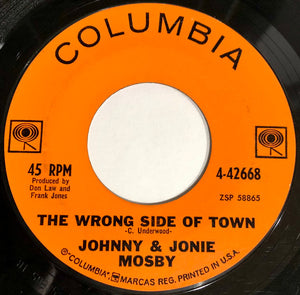 COLUMBIA
45 RPM
Produced by
Don Law and
Frank Jones
4-42668
ZSP 58865
THE WRONG SIDE OF TOWN
-C. Underwood-
JOHNNY & JONIE
MOSBY
®"COLUMBIA", MARCAS REG. PRINTED IN U.S.A.